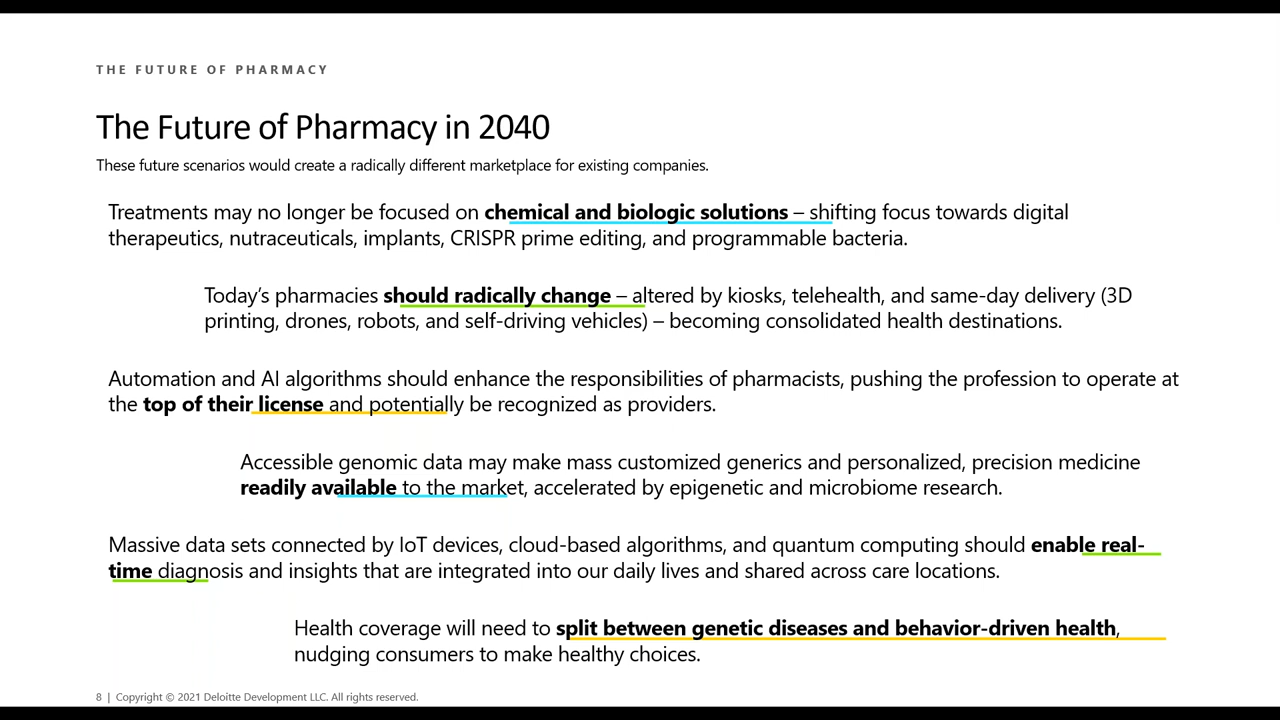 THE FUTURE OF PHARMACY
The Future of Pharmacy in 2040
These future scenarios would create a radically different marketplace for existing companies.
Treatments may no longer be focused on chemical and biologic solutions – shifting focus towards digital
therapeutics, nutraceuticals, implants, CRISPR prime editing, and programmable bacteria.
Today’s pharmacies should radically change – altered by kiosks, telehealth, and same-day delivery (3D
printing, drones, robots, and self-driving vehicles) – becoming consolidated health destinations.
Automation and AI algorithms should enhance the responsibilities of pharmacists, pushing the profession to operate at
the top of their license and potentially be recognized as providers.
Accessible genomic data may make mass customized generics and personalized, precision medicine
readily available to the market, accelerated by epigenetic and microbiome research.
Massive data sets connected by IoT devices, cloud-based algorithms, and quantum computing should enable real-
time diagnosis and insights that are integrated into our daily lives and shared across care locations.
Health coverage will need to split between genetic diseases and behavior-driven health,
nudging consumers to make healthy choices.
8 | Copyright © 2021 Deloitte Development LLC. All rights reserved.